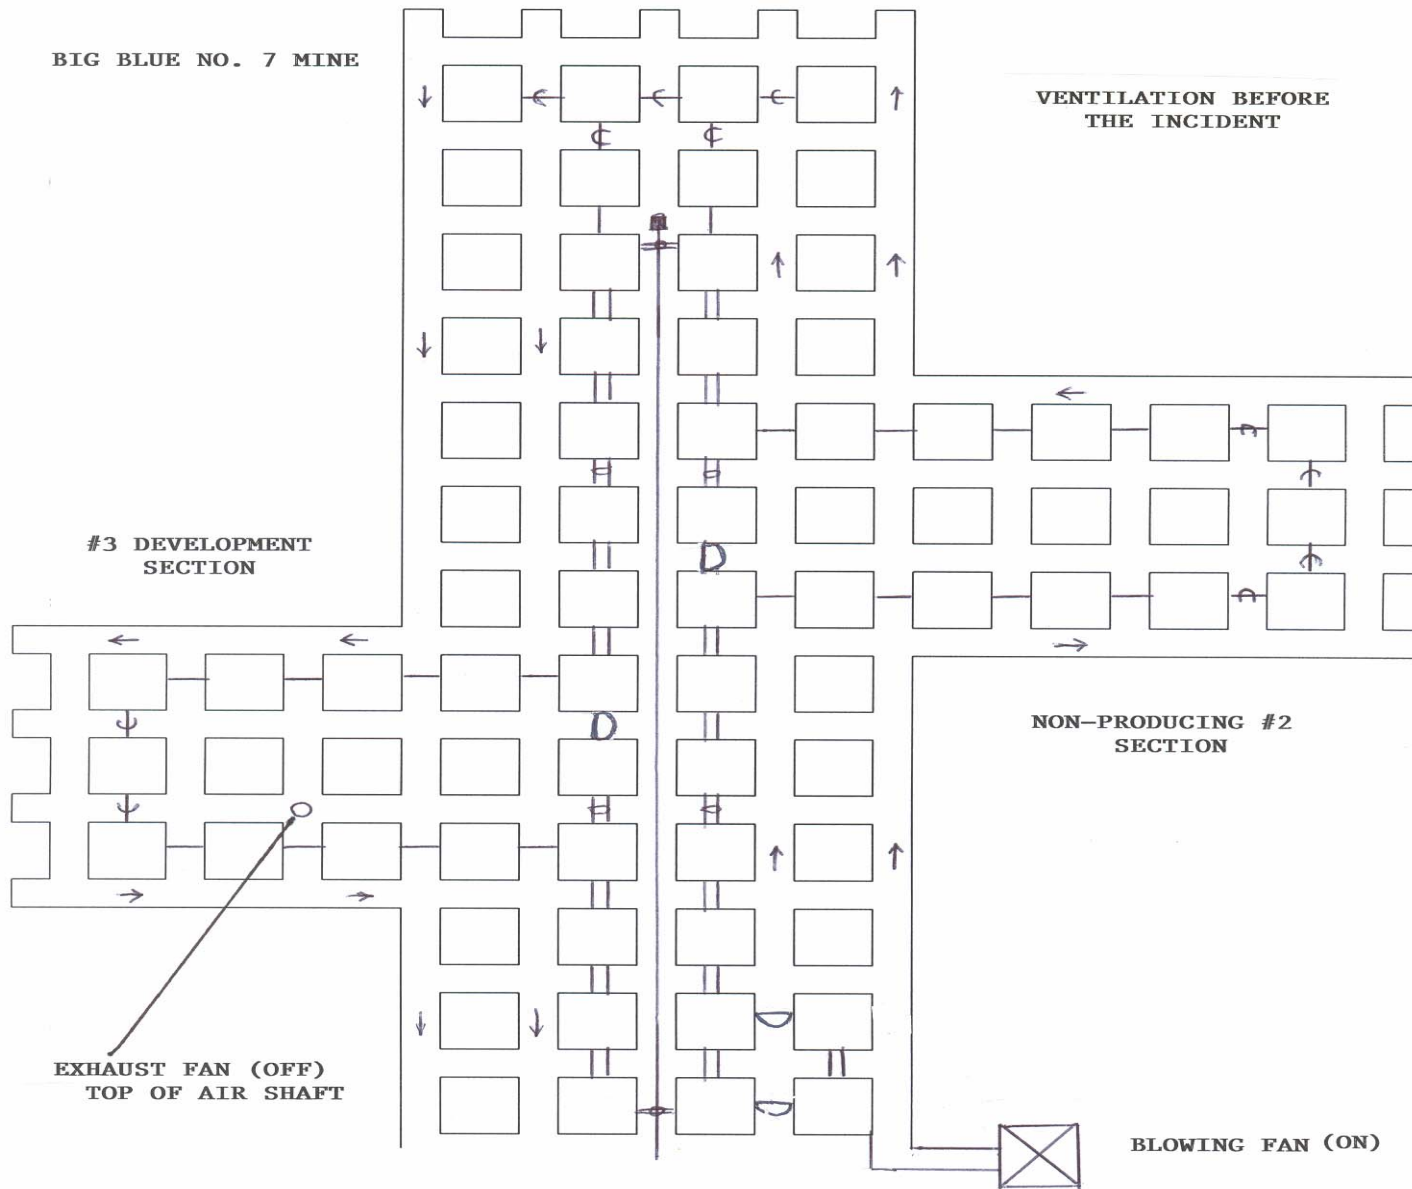 BIG BLUE NO. 7 MINE
VENTILATION BEFORE
THE INCIDENT
C
C
D
#3 DEVELOPMENT
SECTION
D
NON-PRODUCING #2
SECTION
EXHAUST FAN (OFF)
TOP OF AIR SHAFT
BLOWING FAN (ON)